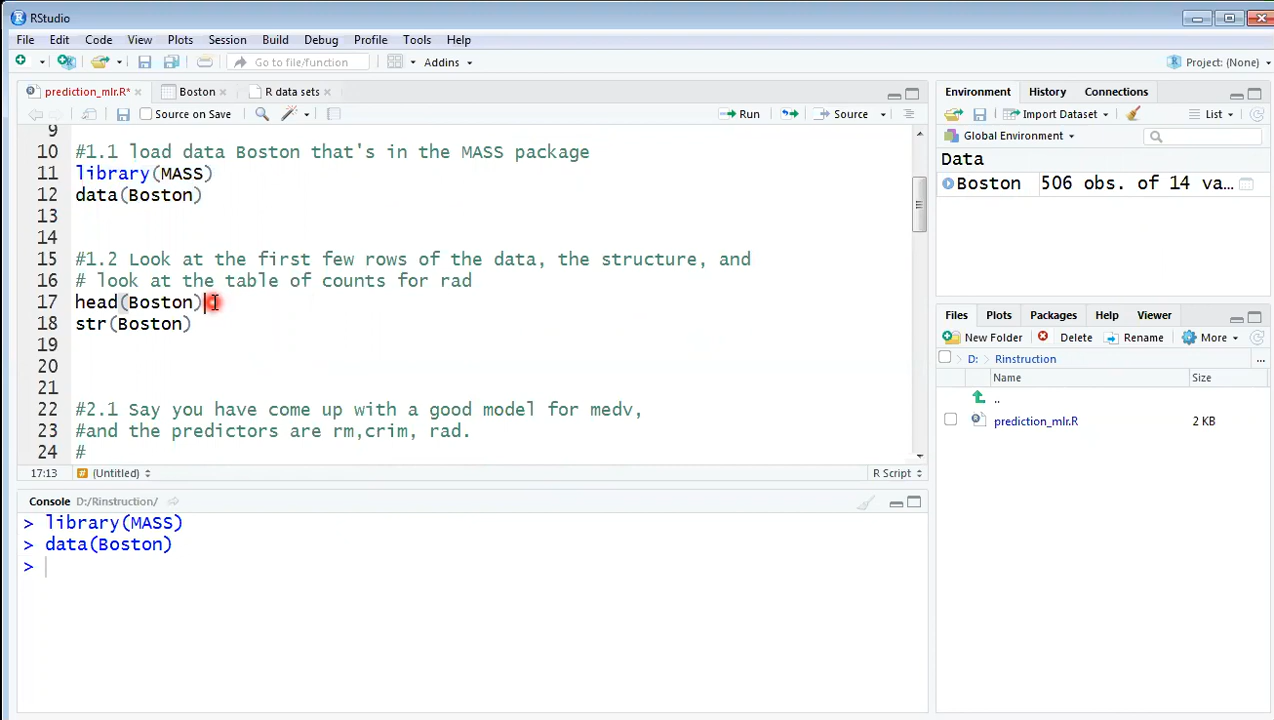 RStudio
File Edit Code View Plots Session Build Debug Profile Tools Help
Go to file/function Addins Project: (None)
prediction_mlr.R* Boston R data sets
Source on Save Run Source
9
10 #1.1 load data Boston that's in the MASS package
11 library(MASS)
12 data(Boston)
13
14
15 #1.2 Look at the first few rows of the data, the structure, and
16 # look at the table of counts for rad
17 head(Boston)
18 str(Boston)
19
20
21
22 #2.1 Say you have come up with a good model for medv,
23 #and the predictors are rm,crim, rad.
24 #
17:13 (Untitled) R Script
Console D:/Rinstruction/
> library(MASS)
> data(Boston)
>
Environment History Connections
Import Dataset List
Global Environment
Data
Boston 506 obs. of 14 va…
Files Plots Packages Help Viewer
New Folder Delete Rename More
D: Rinstruction ...
Name Size
..
prediction_mlr.R 2 KB